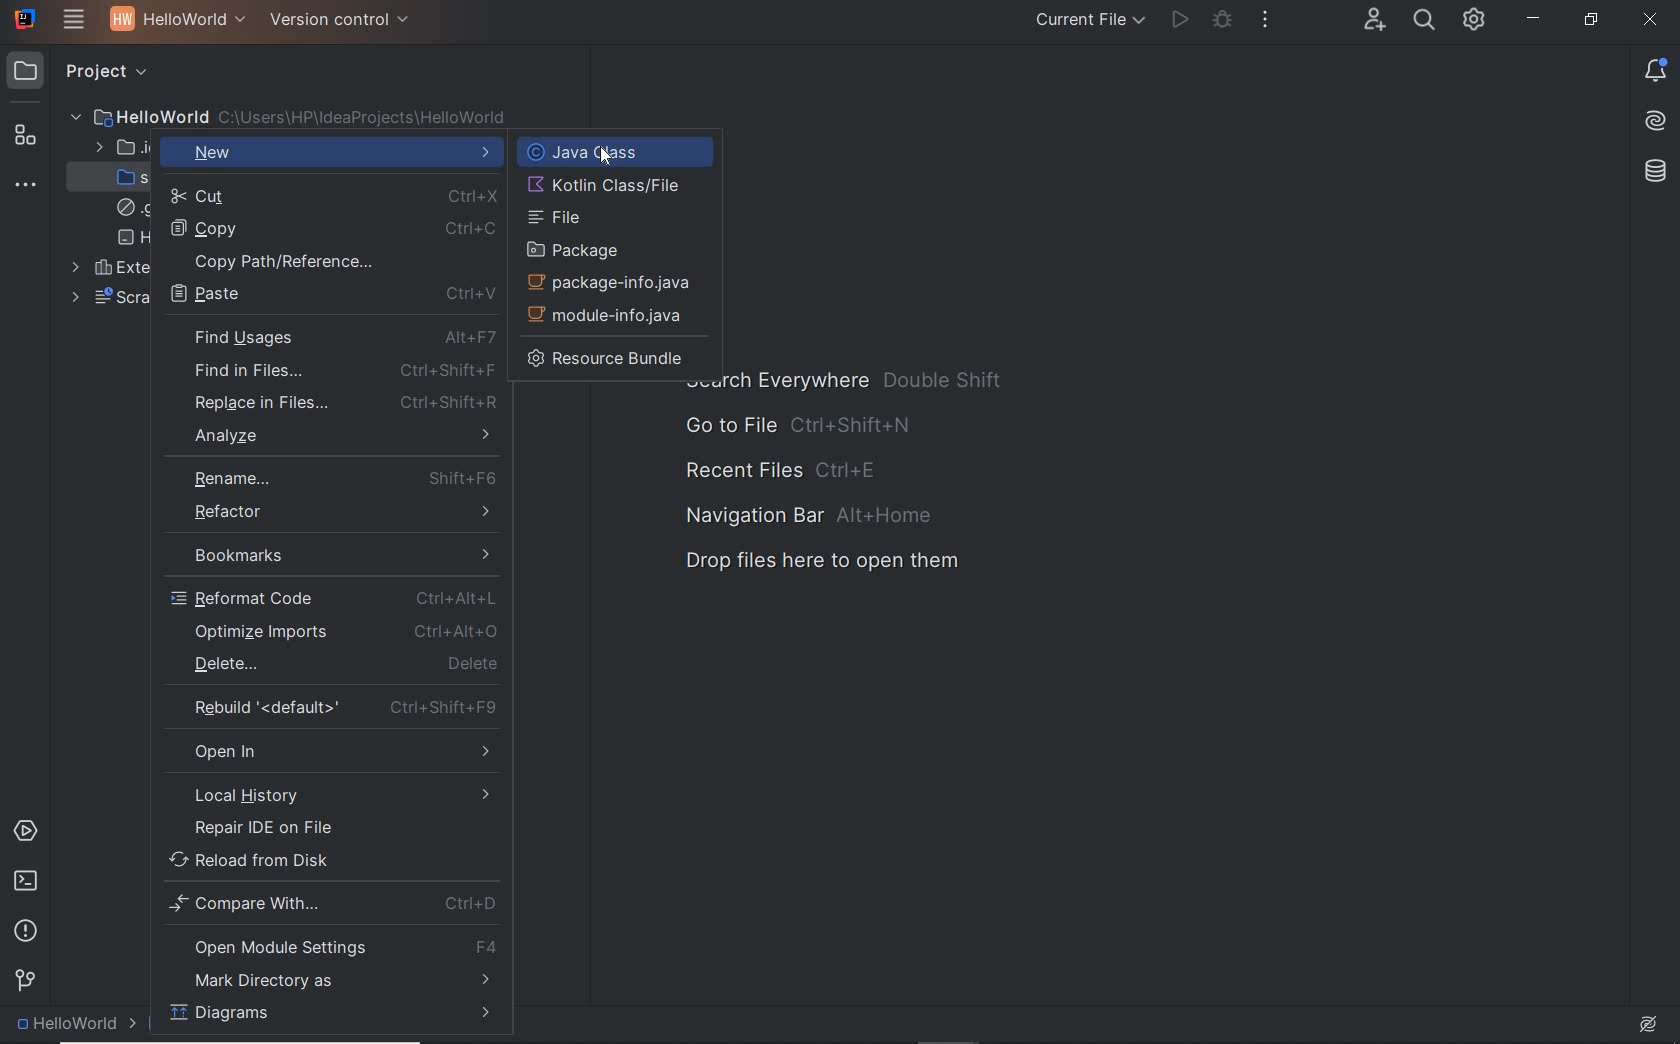 HW HelloWorld Version control Current File
Project
HelloWorld C:\Users\HP\IdeaProjects\HelloWorld
New
Cut Ctrl+X
Copy Ctrl+C
Copy Path/Reference...
Paste Ctrl+V
Find Usages Alt+F7
Find in Files... Ctrl+Shift+F
Replace in Files... Ctrl+Shift+R
Analyze
Rename... Shift+F6
Refactor
Bookmarks
Reformat Code Ctrl+Alt+L
Optimize Imports Ctrl+Alt+O
Delete... Delete
Rebuild '<default>' Ctrl+Shift+F9
Open In
Local History
Repair IDE on File
Reload from Disk
Compare With... Ctrl+D
Open Module Settings F4
Mark Directory as
Diagrams
Java Class
Kotlin Class/File
File
Package
package-info.java
module-info.java
Resource Bundle
Search Everywhere Double Shift
Go to File Ctrl+Shift+N
Recent Files Ctrl+E
Navigation Bar Alt+Home
Drop files here to open them
HelloWorld